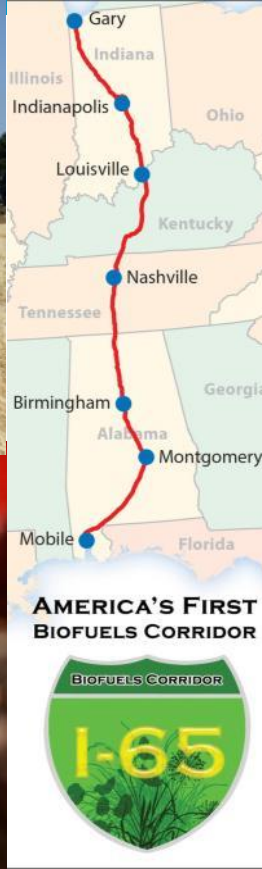 Gary
Indiana
Illinois
Indianapolis
Ohio
Louisville
Kentucky
Nashville
Tennessee
Georgia
Birmingham
Alabama
Montgomery
Mobile
Florida
AMERICA'S FIRST
BIOFUELS CORRIDOR
BIOFUELS CORRIDOR
I-65